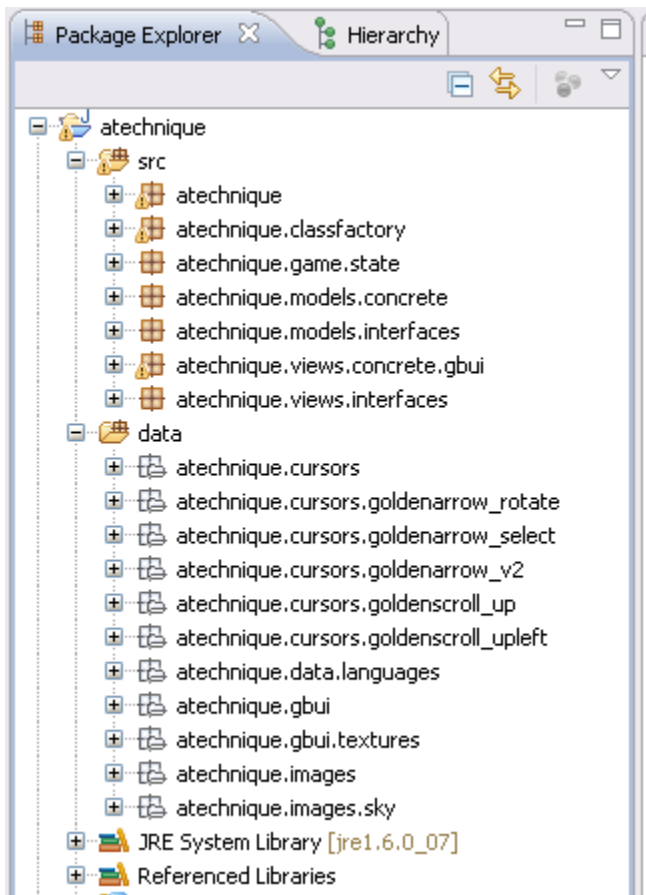 Package Explorer Hierarchy
atechnique
src
atechnique
atechnique.classfactory
atechnique.game.state
atechnique.models.concrete
atechnique.models.interfaces
atechnique.views.concrete.gbui
atechnique.views.interfaces
data
atechnique.cursors
atechnique.cursors.goldenarrow_rotate
atechnique.cursors.goldenarrow_select
atechnique.cursors.goldenarrow_v2
atechnique.cursors.goldenscroll_up
atechnique.cursors.goldenscroll_upleft
atechnique.data.languages
atechnique.gbui
atechnique.gbui.textures
atechnique.images
atechnique.images.sky
JRE System Library [jre1.6.0_07]
Referenced Libraries